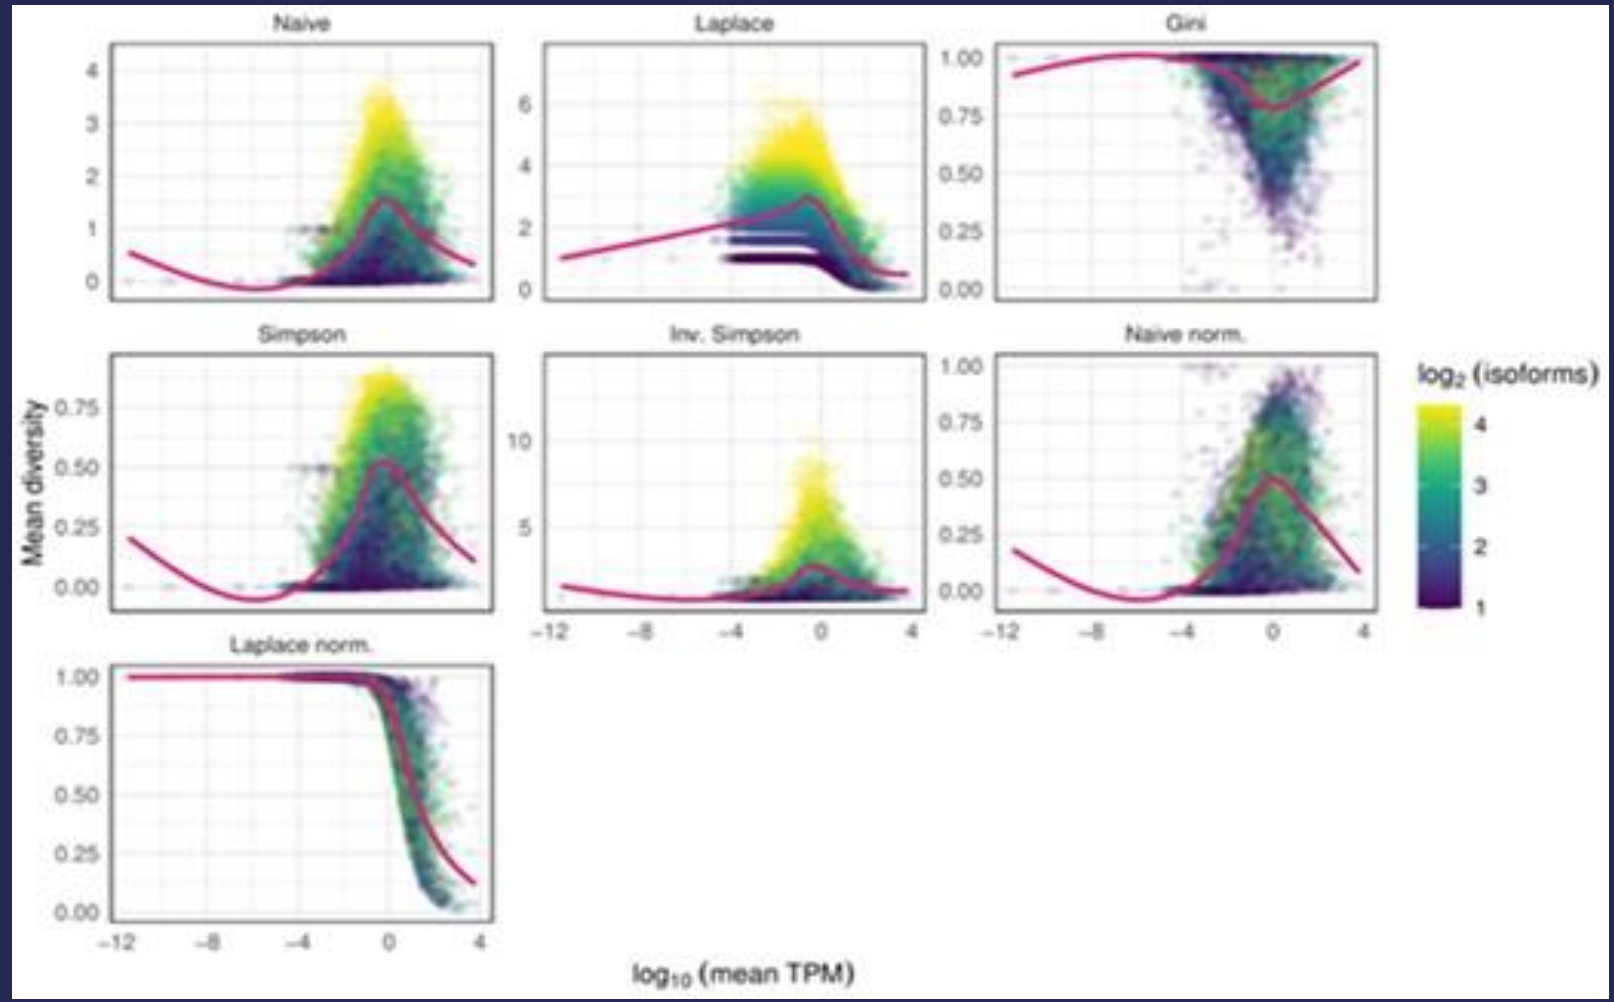 Naive
Laplace
Gini
4
3
2
1
0
6
4
2
0
1.00
0.75
0.50
0.25
0.00
Simpson
Inv. Simpson
Naive norm.
Mean diversity
0.75
0.50
0.25
0.00
10
5
−12 −8 −4 0 4
1.00
0.75
0.50
0.25
0.00
−12 −8 −4 0 4
log₂ (isoforms)
4
3
2
1
Laplace norm.
1.00
0.75
0.50
0.25
0.00
−12 −8 −4 0 4
log₁₀ (mean TPM)